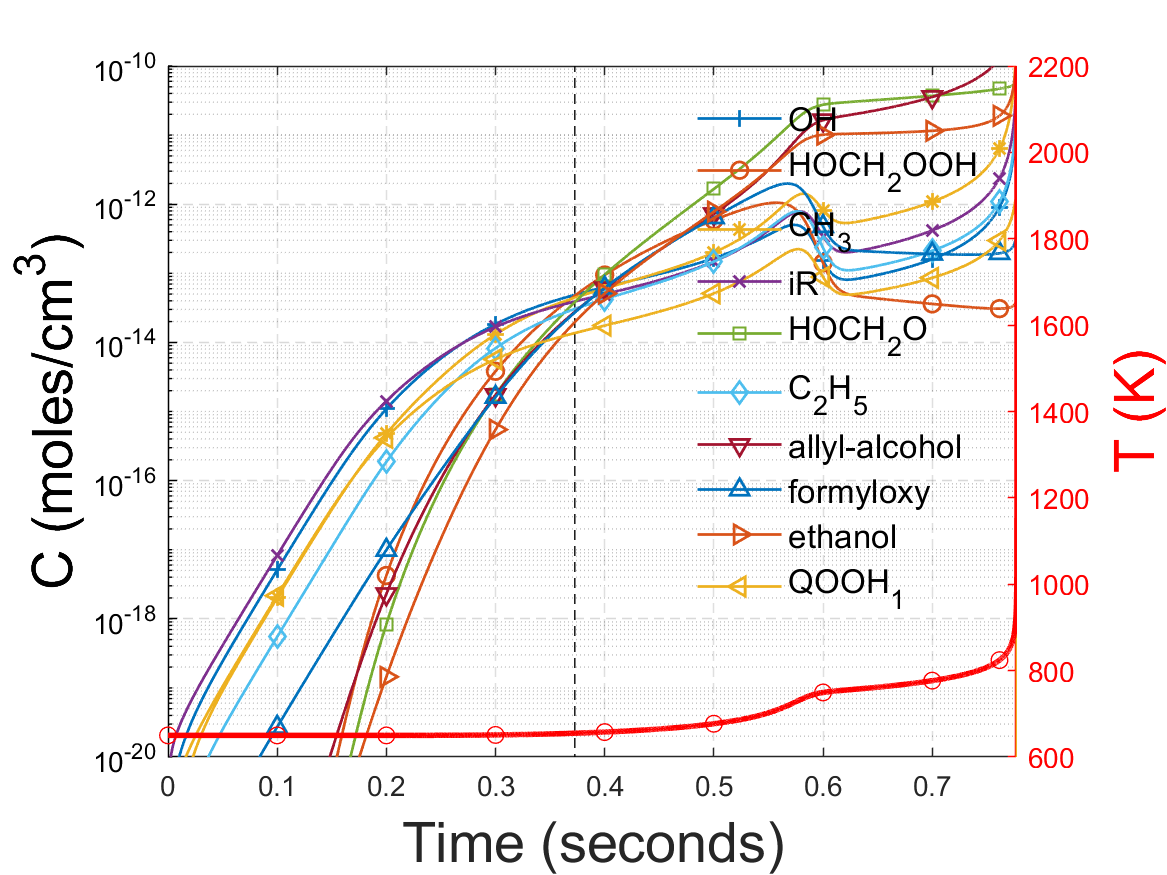 10^-10
10^-12
10^-14
10^-16
10^-18
10^-20
C (moles/cm^3)
0 0.1 0.2 0.3 0.4 0.5 0.6 0.7
Time (seconds)
OH
HOCH_2OOH
CH_3
iR
HOCH_2O
C_2H_5
allyl-alcohol
formyloxy
ethanol
QOOH_1
2200
2000
1800
1600
1400
1200
1000
800
600
T (K)